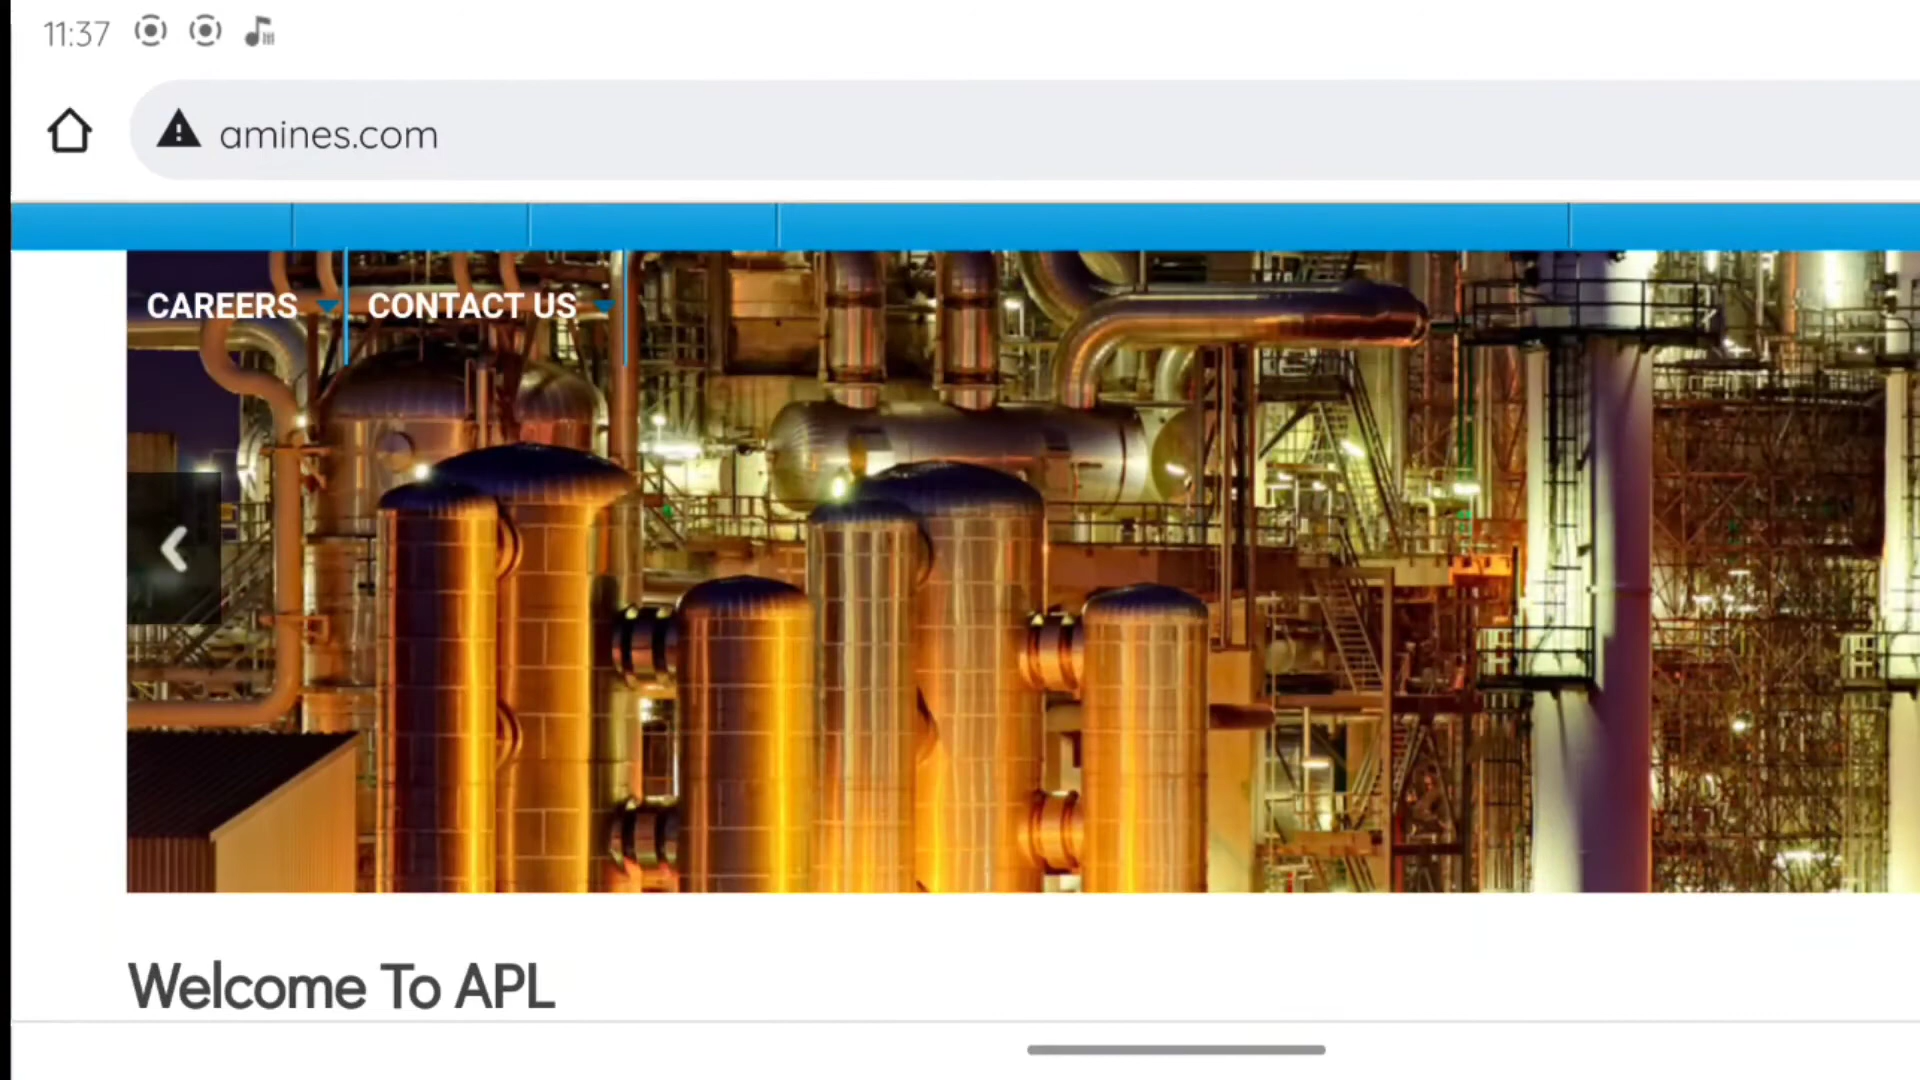 11:37
amines.com
CAREERS
CONTACT US
Welcome To APL